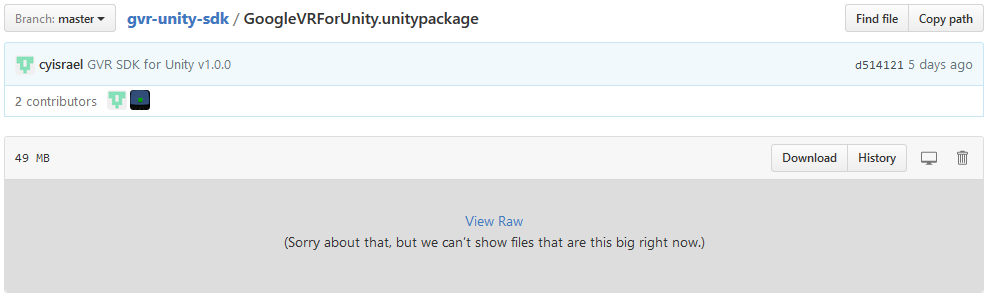 Branch: master gvr-unity-sdk / GoogleVRForUnity.unitypackage Find file Copy path
cyisrael GVR SDK for Unity v1.0.0 d514121 5 days ago
2 contributors
49 MB Download History
View Raw
(Sorry about that, but we can’t show files that are this big right now.)